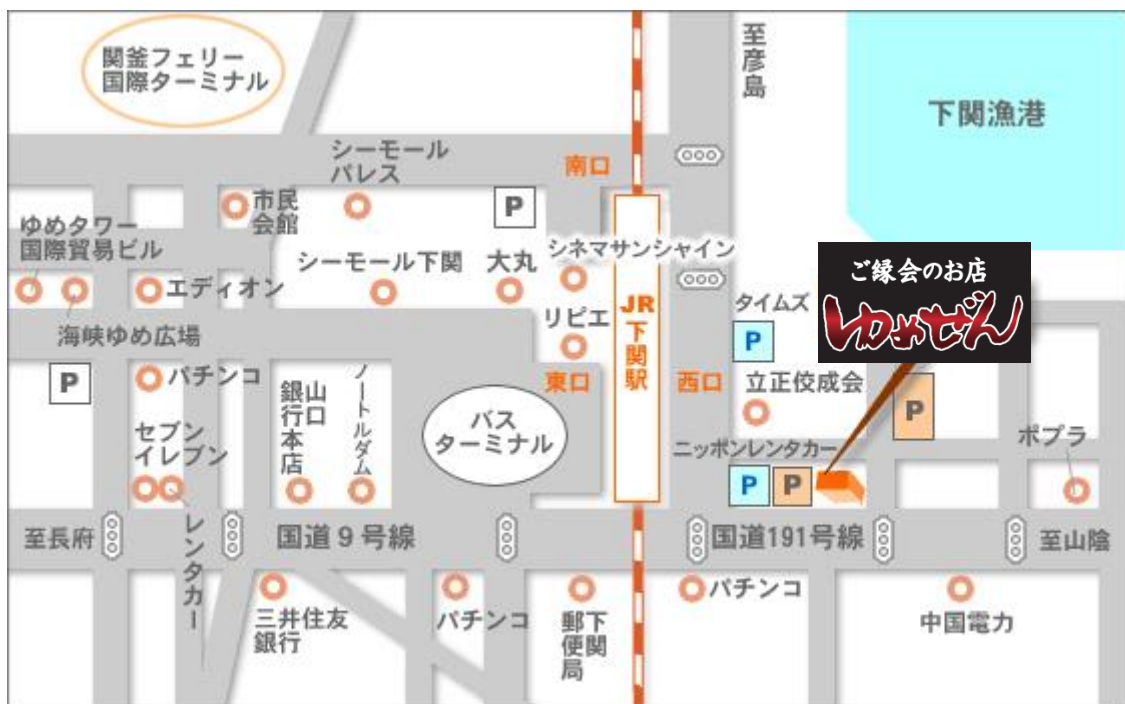 関釜フェリー
国際ターミナル
至彦島
下関漁港
シーモール
パレス
南口
市民
会館
P
ゆめタワー
国際貿易ビル
シネマサンシャイン
シーモール下関
大丸
エディオン
ご縁会のお店
ゆめぜん
タイムズ
P
海峡ゆめ広場
リピエ
JR
下関駅
P
パチンコ
東口
西口
立正佼成会
P
山口
銀行本店
ノートルダム
バス
ターミナル
セブン
イレブン
ニッポンレンタカー
P
P
ポプラ
至長府
レンタカー
国道9号線
国道191号線
至山陰
三井住友
銀行
パチンコ
下関
郵便局
パチンコ
中国電力